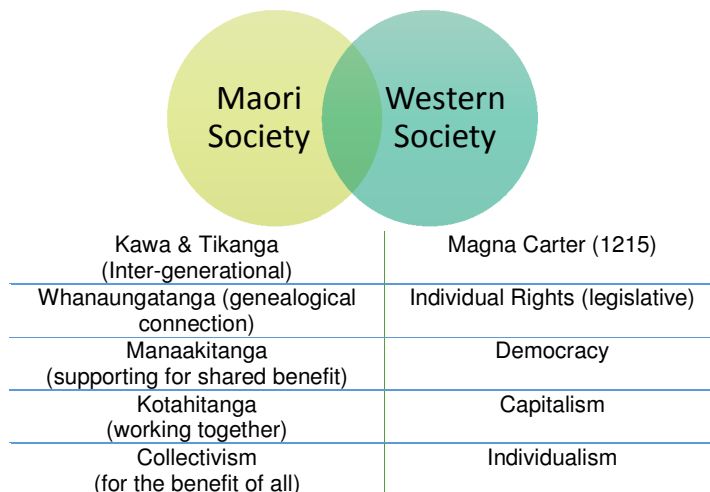 Maori
Society
Western
Society
Kawa & Tikanga
(Inter-generational)
Magna Carter (1215)
Whanaungatanga (genealogical
connection)
Individual Rights (legislative)
Manaakitanga
(supporting for shared benefit)
Democracy
Kotahitanga
(working together)
Capitalism
Collectivism
(for the benefit of all)
Individualism